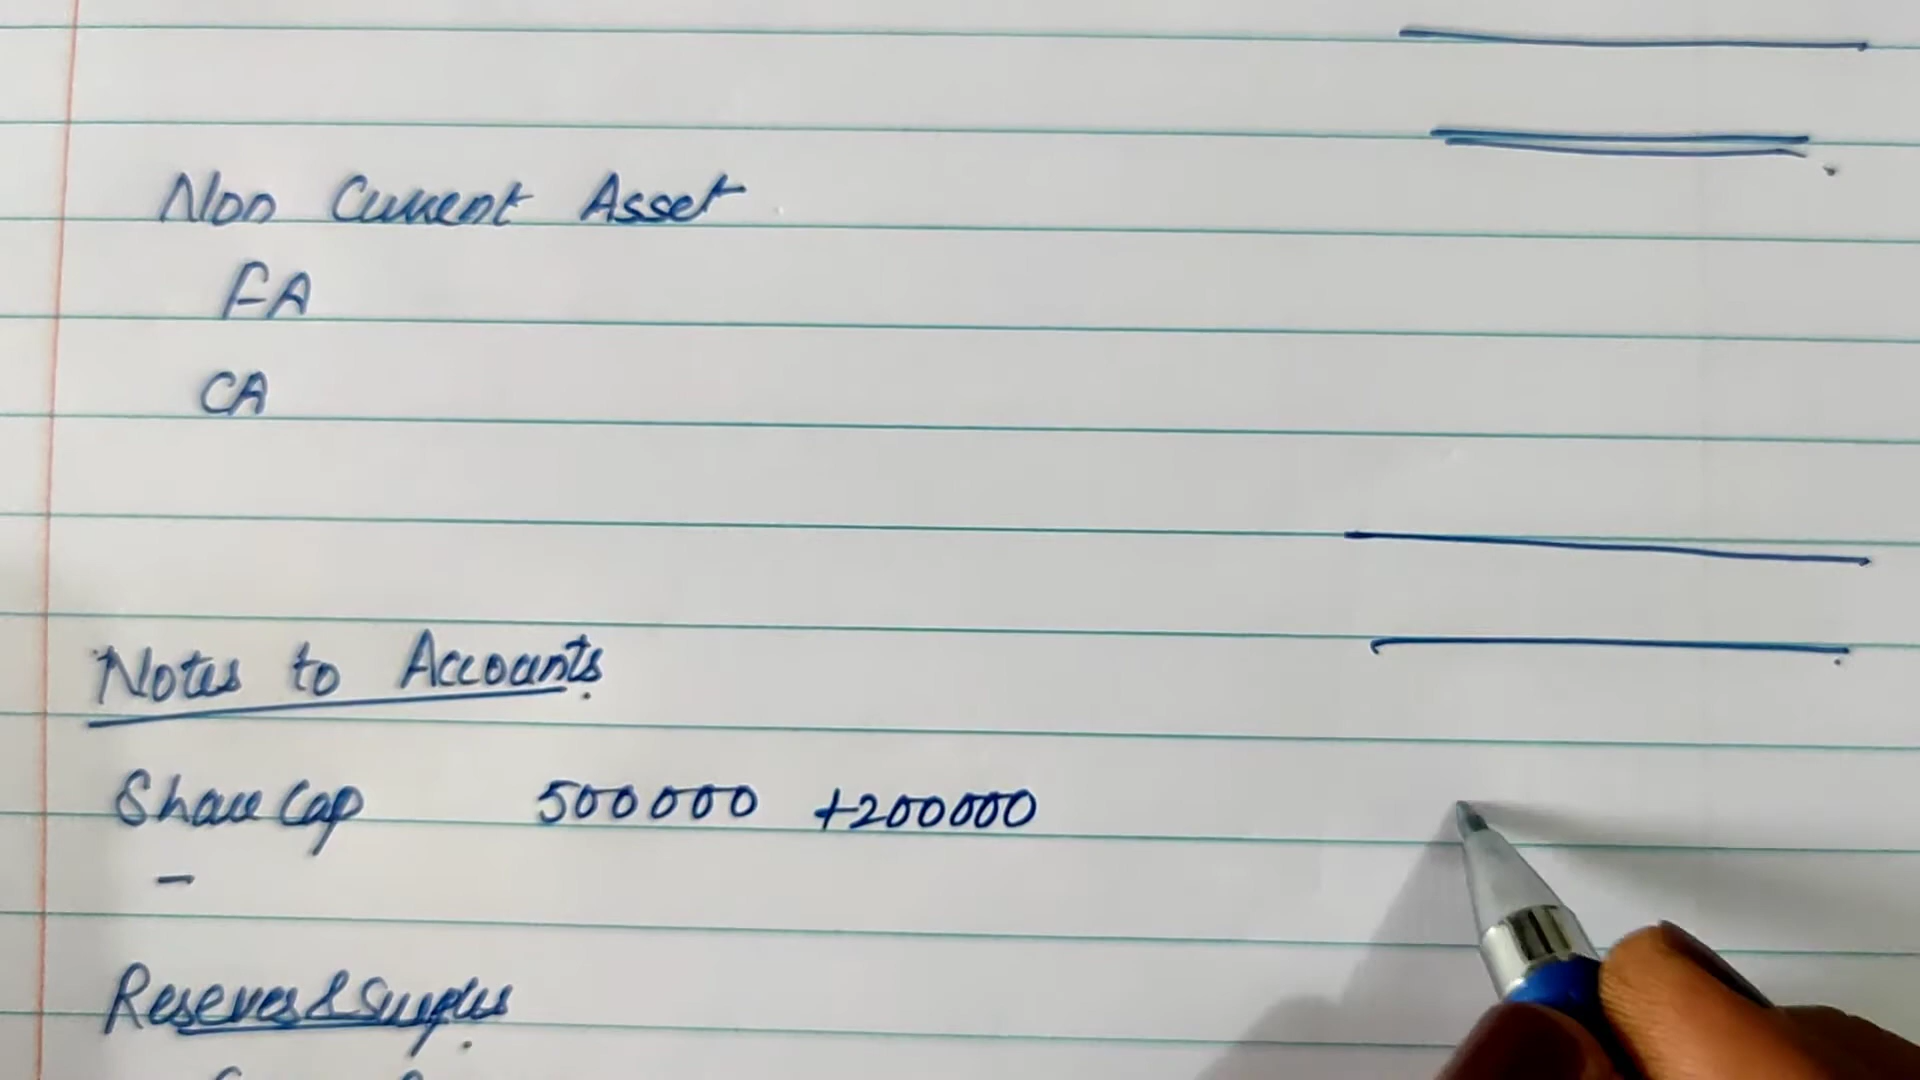 Non Current Asset
FA
CA
Notes to Accounts
Share Cap 500000 +200000
-
Reserves & Surplus